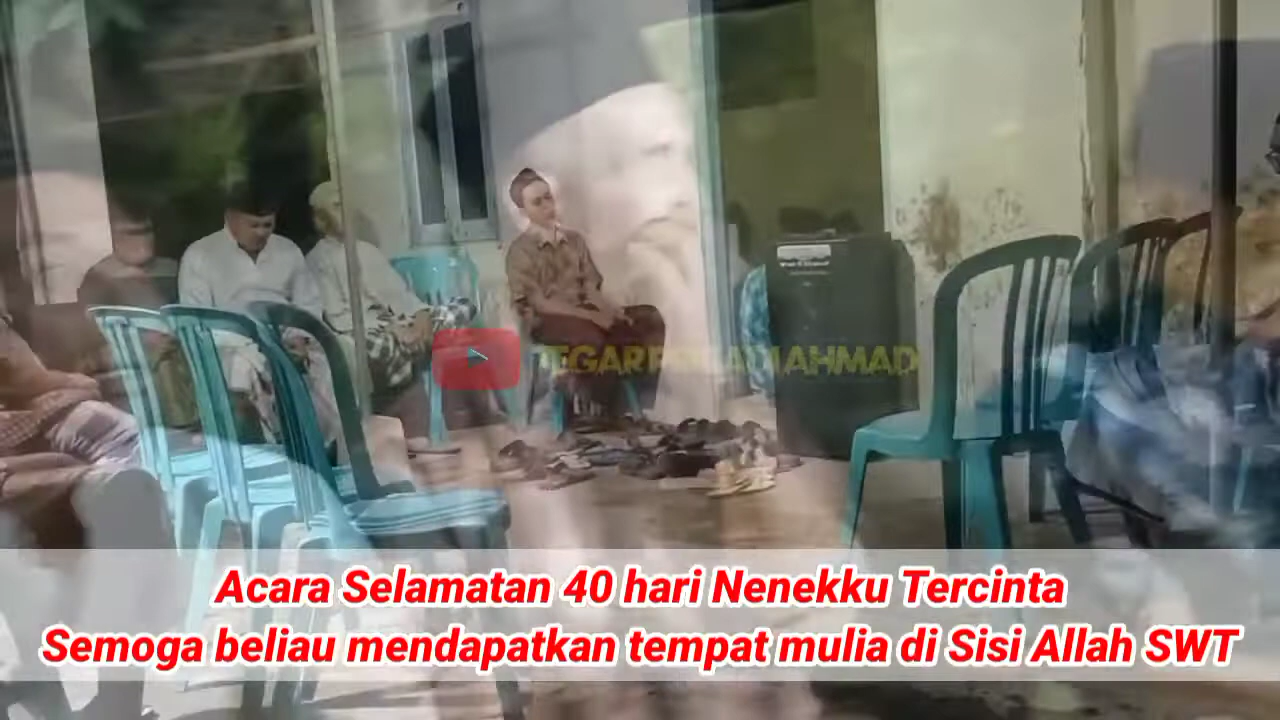 Acara Selamatan 40 hari Nenekku Tercinta
Semoga beliau mendapatkan tempat mulia di Sisi Allah SWT